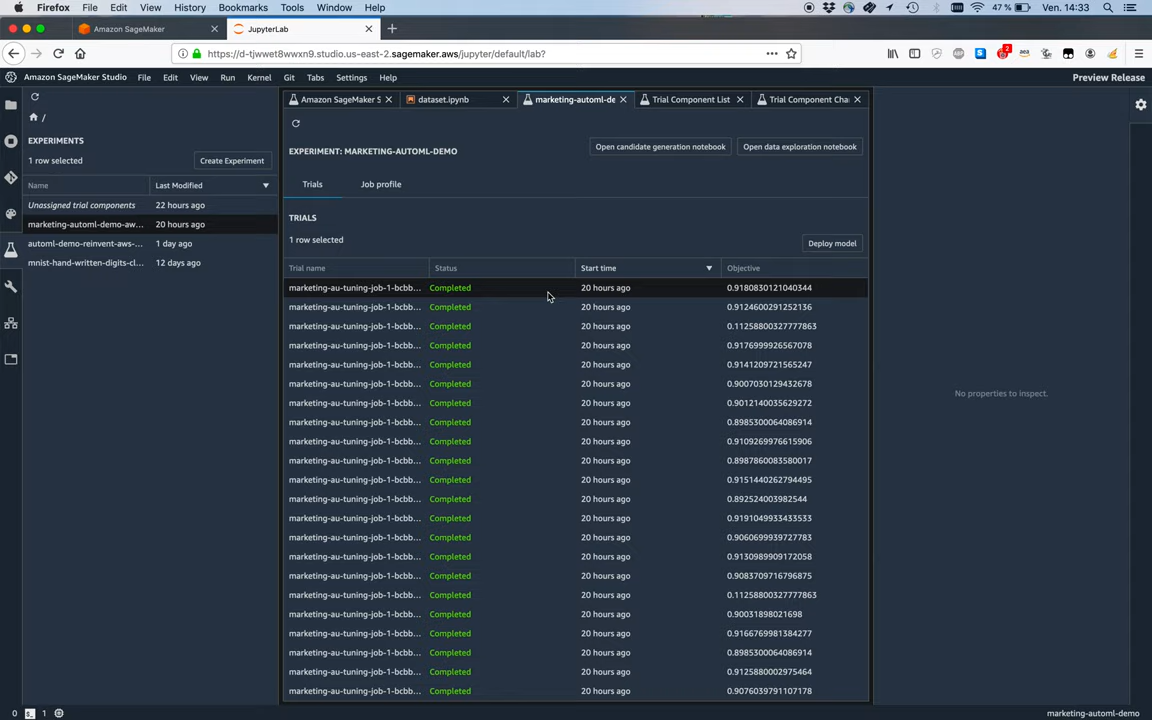 Firefox File Edit View History Bookmarks Tools Window Help 47 % Ven. 14:33
Amazon SageMaker JupyterLab
https://d-tjwwet8wwxn9.studio.us-east-2.sagemaker.aws/jupyter/default/lab?
Amazon SageMaker Studio File Edit View Run Kernel Git Tabs Settings Help Preview Release
/
EXPERIMENTS
1 row selected Create Experiment
Name Last Modified
Unassigned trial components 22 hours ago
marketing-automl-demo-aw... 20 hours ago
automl-demo-reinvent-aws-... 1 day ago
mnist-hand-written-digits-cl... 12 days ago
Amazon SageMaker S dataset.ipynb marketing-automl-de Trial Component List Trial Component Cha
EXPERIMENT: MARKETING-AUTOML-DEMO Open candidate generation notebook Open data exploration notebook
Trials Job profile
TRIALS
1 row selected Deploy model
Trial name Status Start time Objective
marketing-au-tuning-job-1-bcbb... Completed 20 hours ago 0.9180830121040344
marketing-au-tuning-job-1-bcbb... Completed 20 hours ago 0.9124600291252136
marketing-au-tuning-job-1-bcbb... Completed 20 hours ago 0.11258800327777863
marketing-au-tuning-job-1-bcbb... Completed 20 hours ago 0.9176999926567078
marketing-au-tuning-job-1-bcbb... Completed 20 hours ago 0.9141209721565247
marketing-au-tuning-job-1-bcbb... Completed 20 hours ago 0.9007030129432678
marketing-au-tuning-job-1-bcbb... Completed 20 hours ago 0.9012140035629272
marketing-au-tuning-job-1-bcbb... Completed 20 hours ago 0.8985300064086914
marketing-au-tuning-job-1-bcbb... Completed 20 hours ago 0.9109269976615906
marketing-au-tuning-job-1-bcbb... Completed 20 hours ago 0.8987860083580017
marketing-au-tuning-job-1-bcbb... Completed 20 hours ago 0.9151440262794495
marketing-au-tuning-job-1-bcbb... Completed 20 hours ago 0.892524003982544
marketing-au-tuning-job-1-bcbb... Completed 20 hours ago 0.9191049933433533
marketing-au-tuning-job-1-bcbb... Completed 20 hours ago 0.9060699939727783
marketing-au-tuning-job-1-bcbb... Completed 20 hours ago 0.9130989909172058
marketing-au-tuning-job-1-bcbb... Completed 20 hours ago 0.9083709716796875
marketing-au-tuning-job-1-bcbb... Completed 20 hours ago 0.11258800327777863
marketing-au-tuning-job-1-bcbb... Completed 20 hours ago 0.90031898021698
marketing-au-tuning-job-1-bcbb... Completed 20 hours ago 0.9166769981384277
marketing-au-tuning-job-1-bcbb... Completed 20 hours ago 0.8985300064086914
marketing-au-tuning-job-1-bcbb... Completed 20 hours ago 0.9125880002975464
marketing-au-tuning-job-1-bcbb... Completed 20 hours ago 0.9076039791107178
No properties to inspect.
0 1 marketing-automl-demo